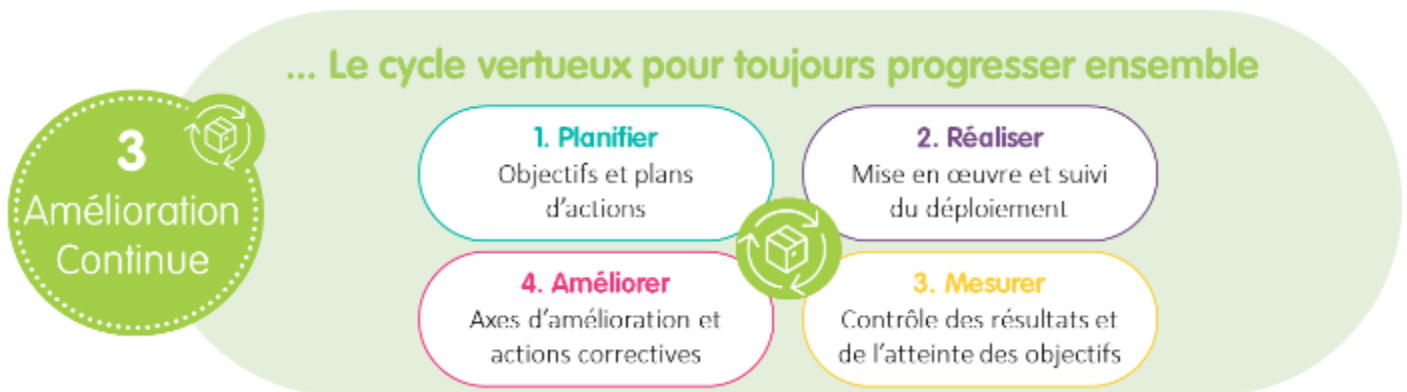 ... Le cycle vertueux pour toujours progresser ensemble
3
Amélioration
Continue
1. Planifier
Objectifs et plans
d'actions
2. Réaliser
Mise en œuvre et suivi
du déploiement
4. Améliorer
Axes d'amélioration et
actions correctives
3. Mesurer
Contrôle des résultats et
de l'atteinte des objectifs